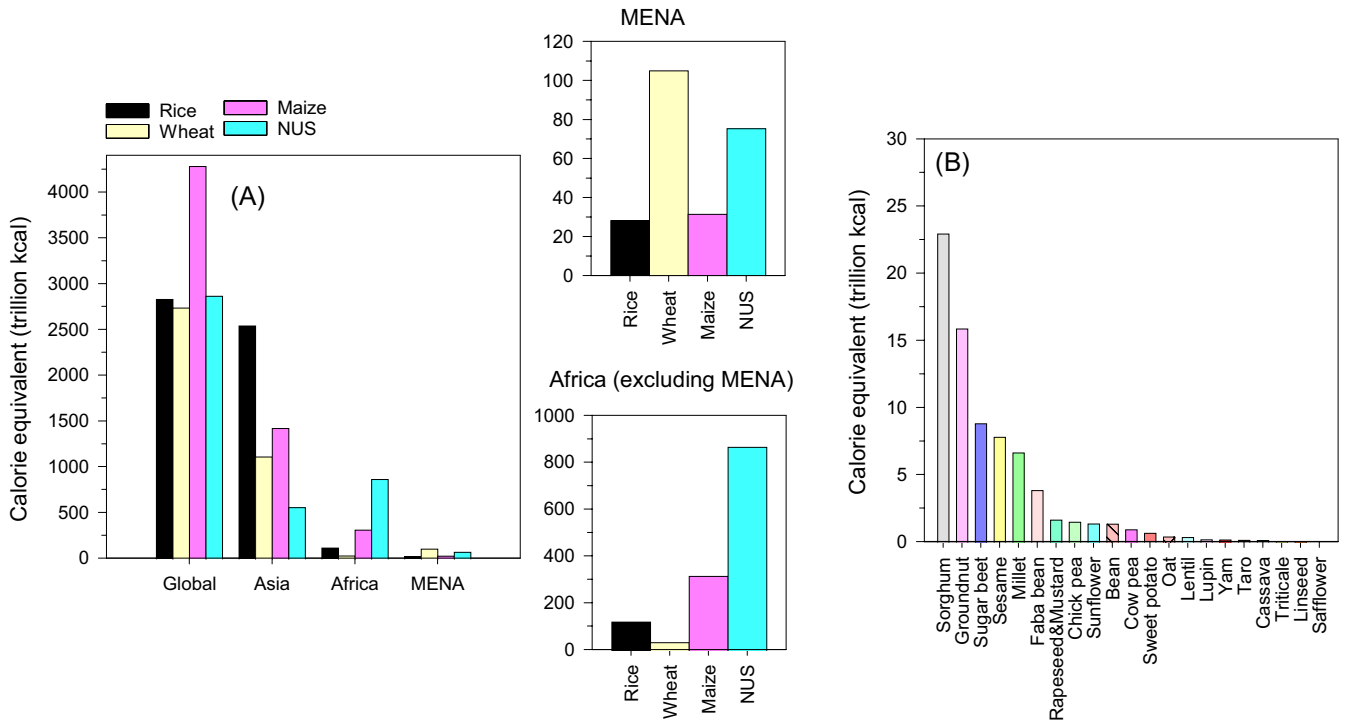 Rice
Wheat
Maize
NUS
(A)
Calorie equivalent (trillion kcal)
4000
3500
3000
2500
2000
1500
1000
500
0
Global
Asia
Africa
MENA
MENA
120
100
80
60
40
20
0
Rice
Wheat
Maize
NUS
Africa (excluding MENA)
1000
800
600
400
200
0
Rice
Wheat
Maize
NUS
(B)
Calorie equivalent (trillion kcal)
30
25
20
15
10
5
0
Sorghum
Groundnut
Sugar beet
Sesame
Millet
Faba bean
Rapeseed&Mustard
Chick pea
Sunflower
Bean
Cow pea
Sweet potato
Oat
Lentil
Lupin
Yam
Taro
Cassava
Triticale
Linseed
Safflower